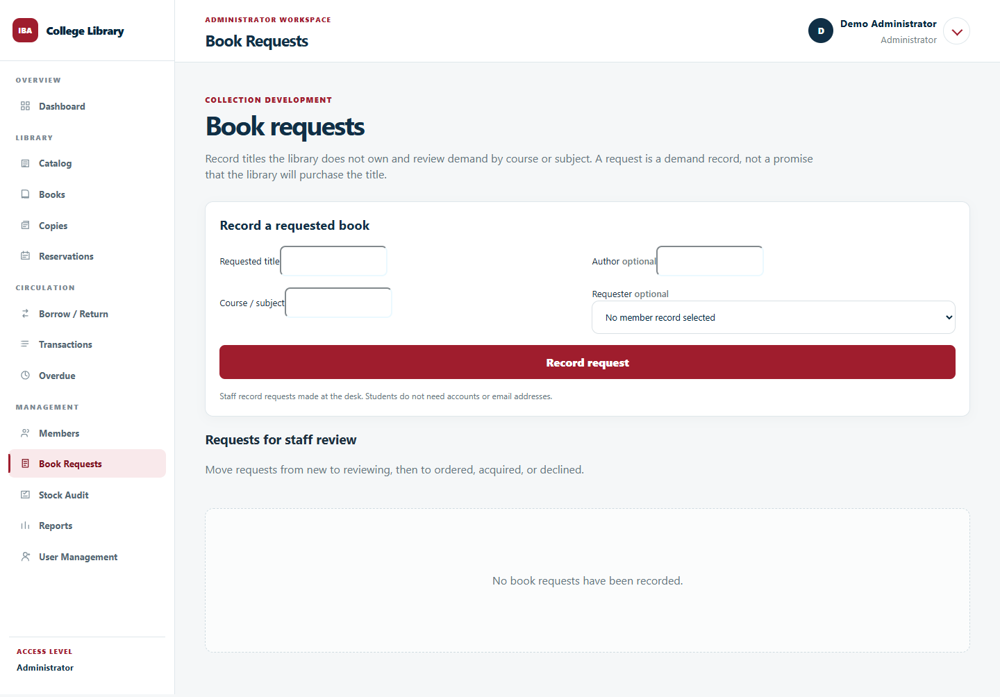 IBA
College Library
OVERVIEW
Dashboard
LIBRARY
Catalog
Books
Copies
Reservations
CIRCULATION
Borrow / Return
Transactions
Overdue
MANAGEMENT
Members
Book Requests
Stock Audit
Reports
User Management
ACCESS LEVEL
Administrator
ADMINISTRATOR WORKSPACE
Book Requests
D
Demo Administrator
Administrator
COLLECTION DEVELOPMENT
Book requests
Record titles the library does not own and review demand by course or subject. A request is a demand record, not a promise
that the library will purchase the title.
Record a requested book
Requested title
Author optional
Course / subject
Requester optional
No member record selected
Record request
Staff record requests made at the desk. Students do not need accounts or email addresses.
Requests for staff review
Move requests from new to reviewing, then to ordered, acquired, or declined.
No book requests have been recorded.